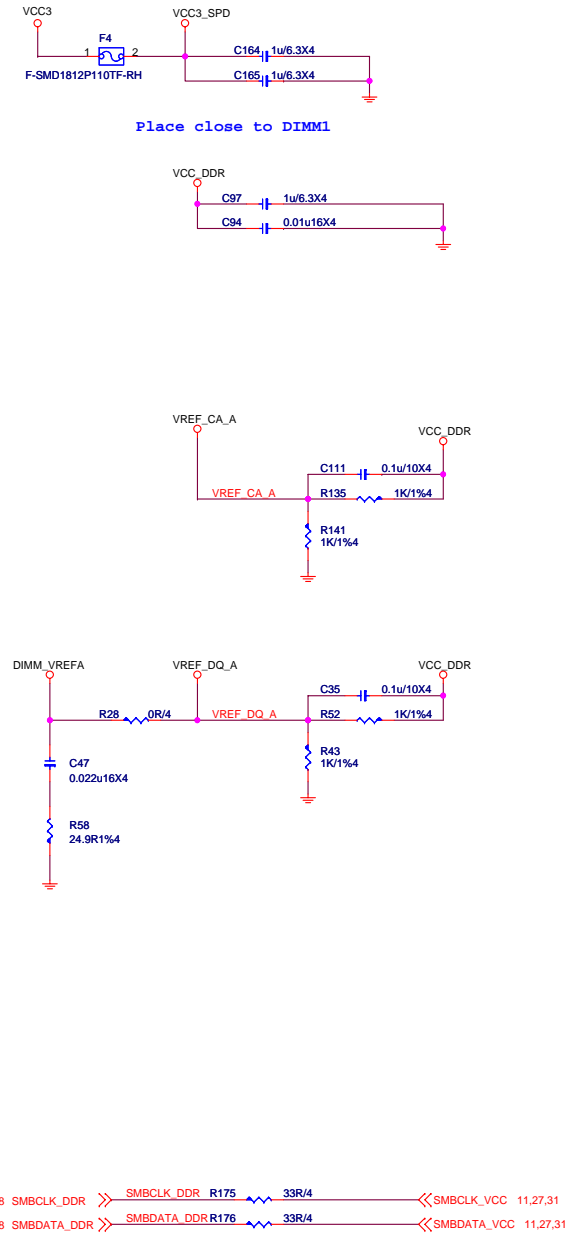 VCC3
VCC3_SPD
F4
1 2
F-SMD1812P110TF-RH
C164 1u/6.3X4
C165 1u/6.3X4
Place close to DIMM1
VCC_DDR
C97 1u/6.3X4
C94 0.01u16X4
VREF_CA_A
VCC_DDR
C111 0.1u/10X4
VREF_CA_A R135 1K/1%4
R141
1K/1%4
DIMM_VREFA VREF_DQ_A VCC_DDR
C35 0.1u/10X4
R28 0R/4 VREF_DQ_A R52 1K/1%4
R43
1K/1%4
C47
0.022u16X4
R58
24.9R1%4
8 SMBCLK_DDR SMBCLK_DDR R175 33R/4 SMBCLK_VCC 11,27,31
8 SMBDATA_DDR SMBDATA_DDR R176 33R/4 SMBDATA_VCC 11,27,31